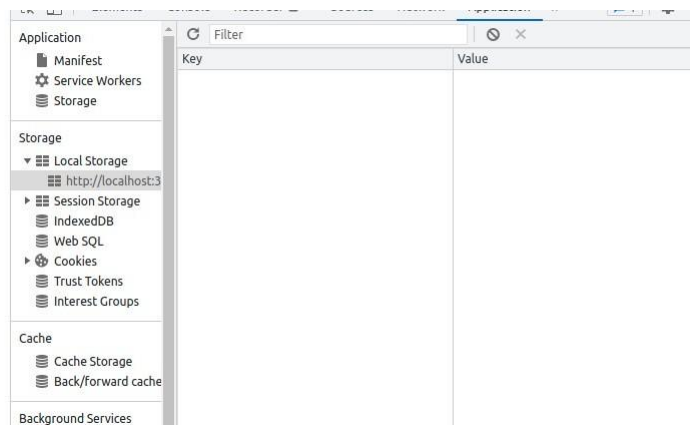 Application
Filter
Key
Value
Manifest
Service Workers
Storage
Storage
Local Storage
http://localhost:3
Session Storage
IndexedDB
Web SQL
Cookies
Trust Tokens
Interest Groups
Cache
Cache Storage
Back/forward cache
Background Services